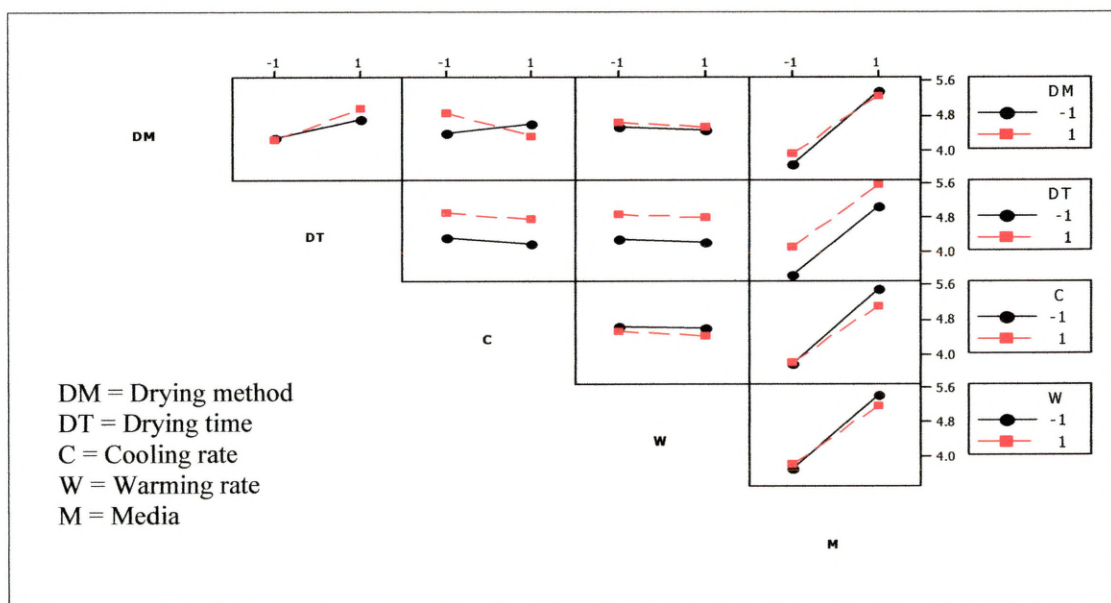 -1 1 -1 1 -1 1 -1 1
DM
5.6
4.8
4.0
DM
-1
1
DT
5.6
4.8
4.0
DT
-1
1
C
5.6
4.8
4.0
C
-1
1
W
5.6
4.8
4.0
W
-1
1
M
DM = Drying method
DT = Drying time
C = Cooling rate
W = Warming rate
M = Media